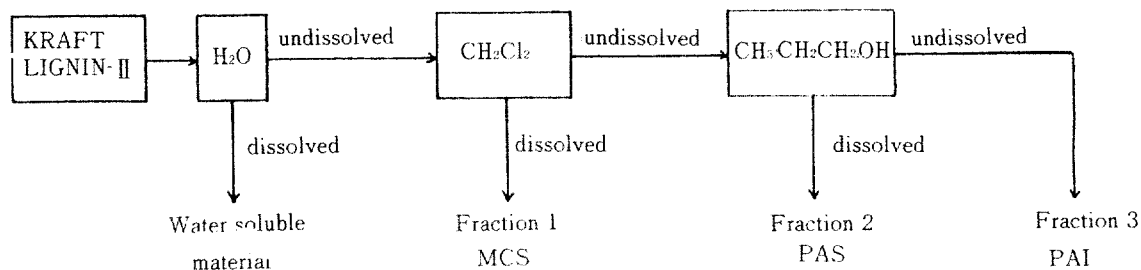 KRAFT
LIGNIN-Ⅱ
H₂O
undissolved
CH₂Cl₂
undissolved
CH₃CH₂CH₂OH
undissolved
dissolved
dissolved
dissolved
Water soluble
material
Fraction 1
MCS
Fraction 2
PAS
Fraction 3
PAI